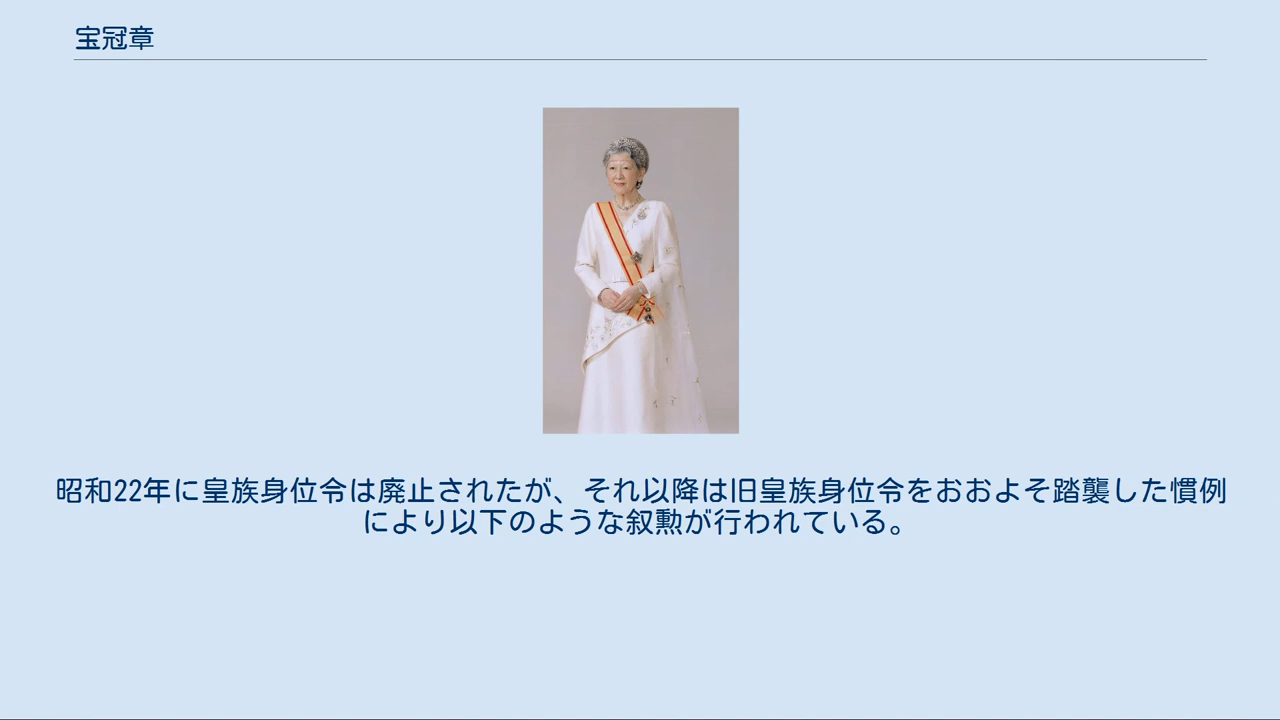 宝冠章
昭和22年に皇族身位令は廃止されたが、それ以降は旧皇族身位令をおおよそ踏襲した慣例
により以下のような叙勲が行われている。